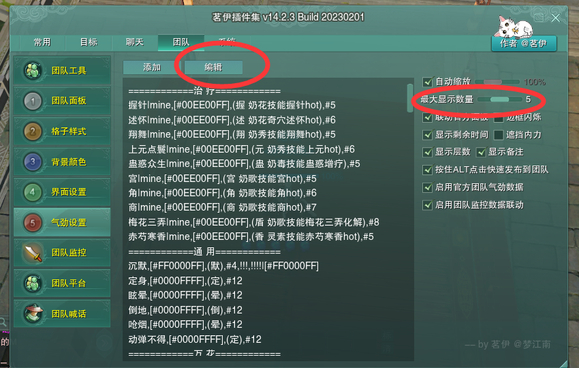 茗伊插件集 v14.2.3 Build 20230201
作者 @茗伊
常用 目标 聊天 团队 系统
添加 编辑
团队工具
团队面板
格子样式
背景颜色
界面设置
气劲设置
团队监控
团队平台
团队喊话
============治 疗============
握针|mine,[#00EE00FF],(握 奶花技能握针hot),#5
述怀|mine,[#00EE00FF],(述 奶花奇穴述怀hot),#6
翔舞|mine,[#00EE00FF],(翔 奶秀技能翔舞hot),#5
上元点鬟|mine,[#00EE00FF],(元 奶秀技能上元hot),#6
蛊惑众生|mine,[#00EE00FF],(蛊 奶毒技能蛊惑增疗),#5
宫|mine,[#00EE00FF],(宫 奶歌技能宫hot),#5
角|mine,[#00EE00FF],(角 奶歌技能角hot),#6
商|mine,[#00EE00FF],(商 奶歌技能商hot),#7
梅花三弄|mine,[#00EE00FF],(盾 奶歌技能梅花三弄化解),#8
赤芍寒香|mine,[#00EE00FF],(香 灵素技能赤芍寒香hot),#5
============通 用============
沉默,[#FF0000FF],(默),#4,!!!,!!!!|[#FF0000FF]
定身,[#0000FFFF],(定),#12
眩晕,[#0000FFFF],(晕),#12
倒地,[#0000FFFF],(倒),#12
呛烟,[#0000FFFF],(晕),#12
动弹不得,[#0000FFFF],(定),#12
============万 花============
自动缩放 100%
最大显示数量 5
联动官方面板 边框闪烁
显示剩余时间 遮挡内力
显示层数 显示备注
按住ALT点击快速发布到团队
启用官方团队气劲数据
启用团队监控数据联动
— by 茗伊 @梦江南